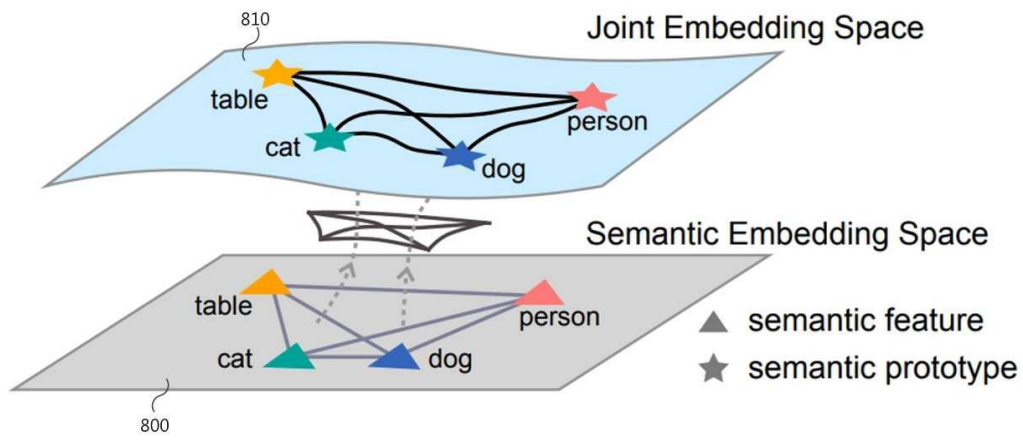 810
Joint Embedding Space
table
person
cat
dog
Semantic Embedding Space
table
person
semantic feature
cat
dog
semantic prototype
800